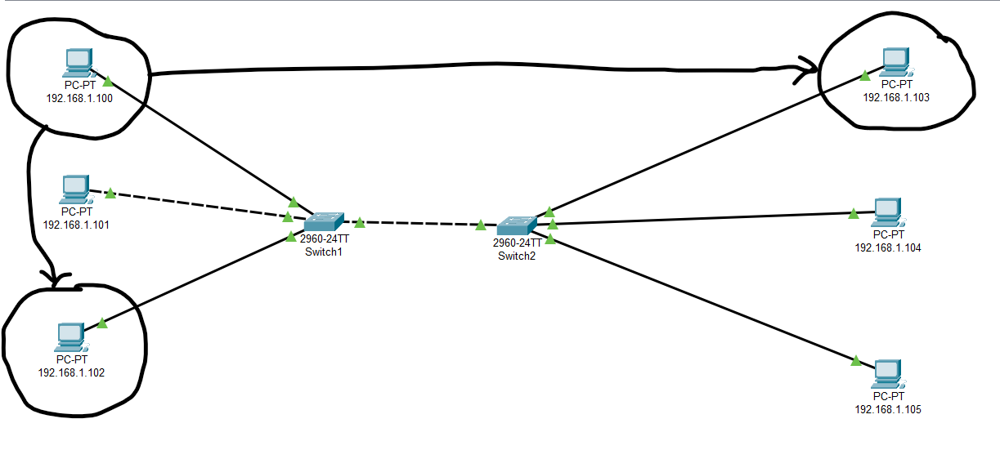 PC-PT
192.168.1.100
PC-PT
192.168.1.103
PC-PT
192.168.1.101
2960-24TT
Switch1
2960-24TT
Switch2
PC-PT
192.168.1.104
PC-PT
192.168.1.102
PC-PT
192.168.1.105